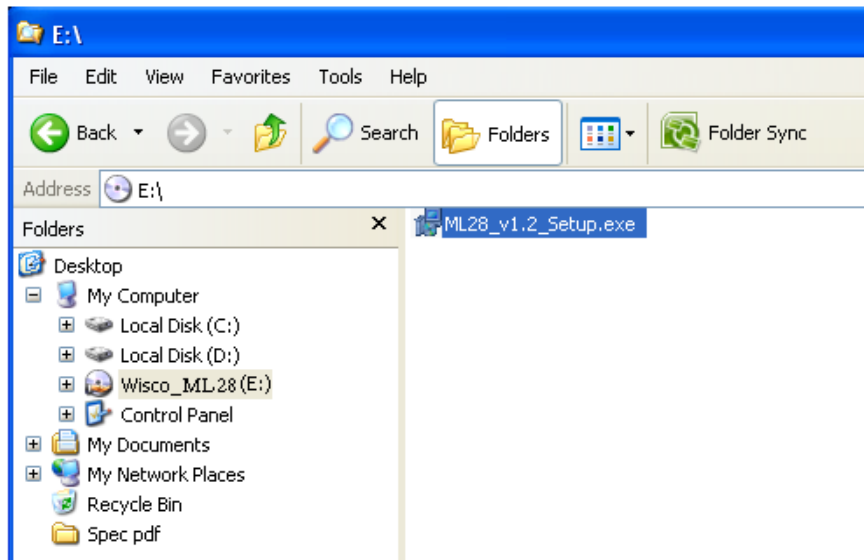 E:\
File Edit View Favorites Tools Help
Back Search Folders Folder Sync
Address E:\
Folders
ML28_v1.2_Setup.exe
Desktop
My Computer
Local Disk (C:)
Local Disk (D:)
Wisco_ML28(E:)
Control Panel
My Documents
My Network Places
Recycle Bin
Spec pdf